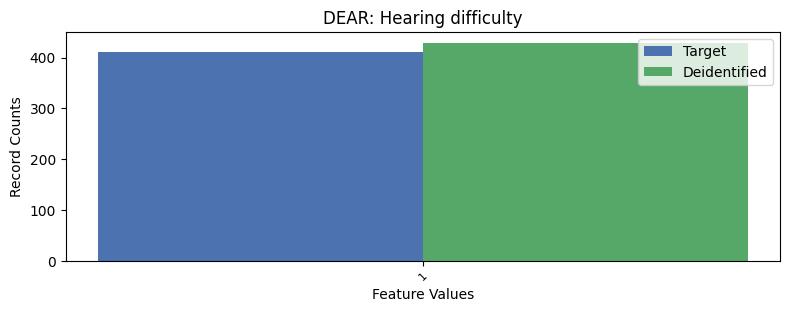 DEAR: Hearing difficulty
Target
Deidentified
Record Counts
400
300
200
100
0
1
Feature Values